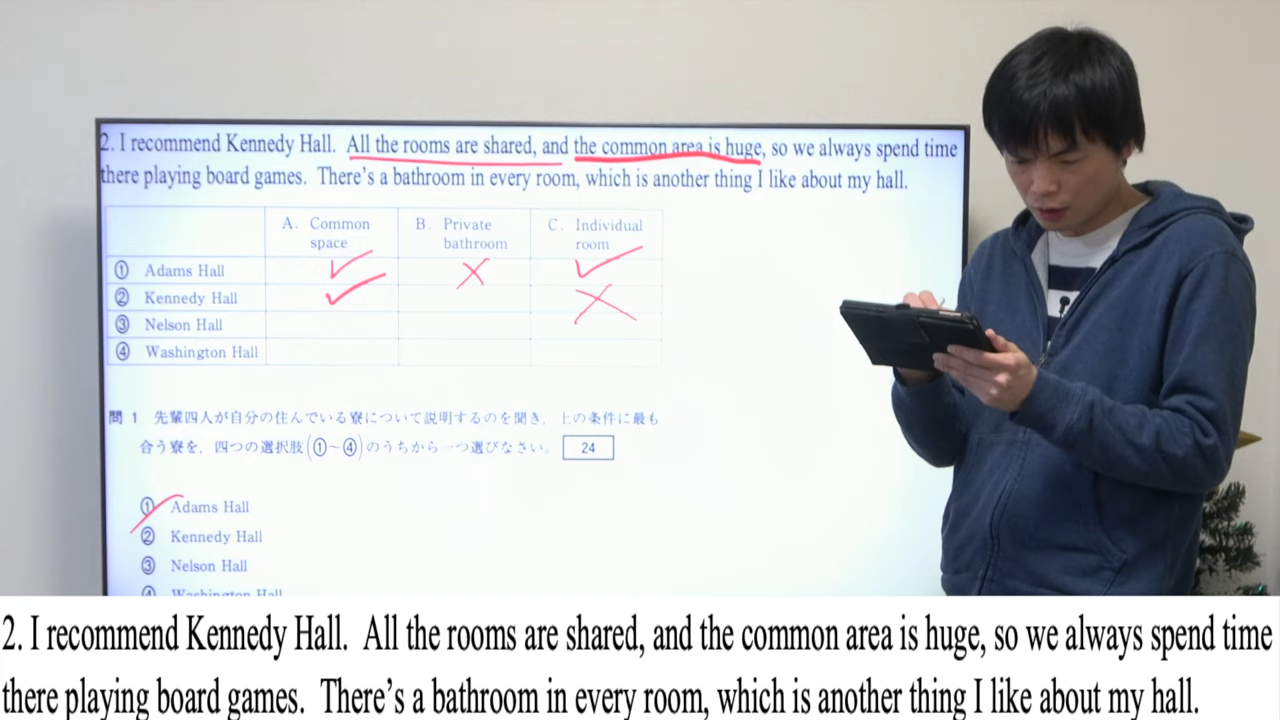 2. I recommend Kennedy Hall. All the rooms are shared, and the common area is huge, so we always spend time
there playing board games. There's a bathroom in every room, which is another thing I like about my hall.
A. Common space B. Private bathroom C. Individual room
① Adams Hall
② Kennedy Hall
③ Nelson Hall
④ Washington Hall
問 1 先輩四人が自分の住んでいる寮について説明するのを聞き,上の条件に最も
合う寮を,四つの選択肢(①~④)のうちから一つ選びなさい。 24
① Adams Hall
② Kennedy Hall
③ Nelson Hall
④ Washington Hall
2. I recommend Kennedy Hall. All the rooms are shared, and the common area is huge, so we always spend time
there playing board games. There's a bathroom in every room, which is another thing I like about my hall.